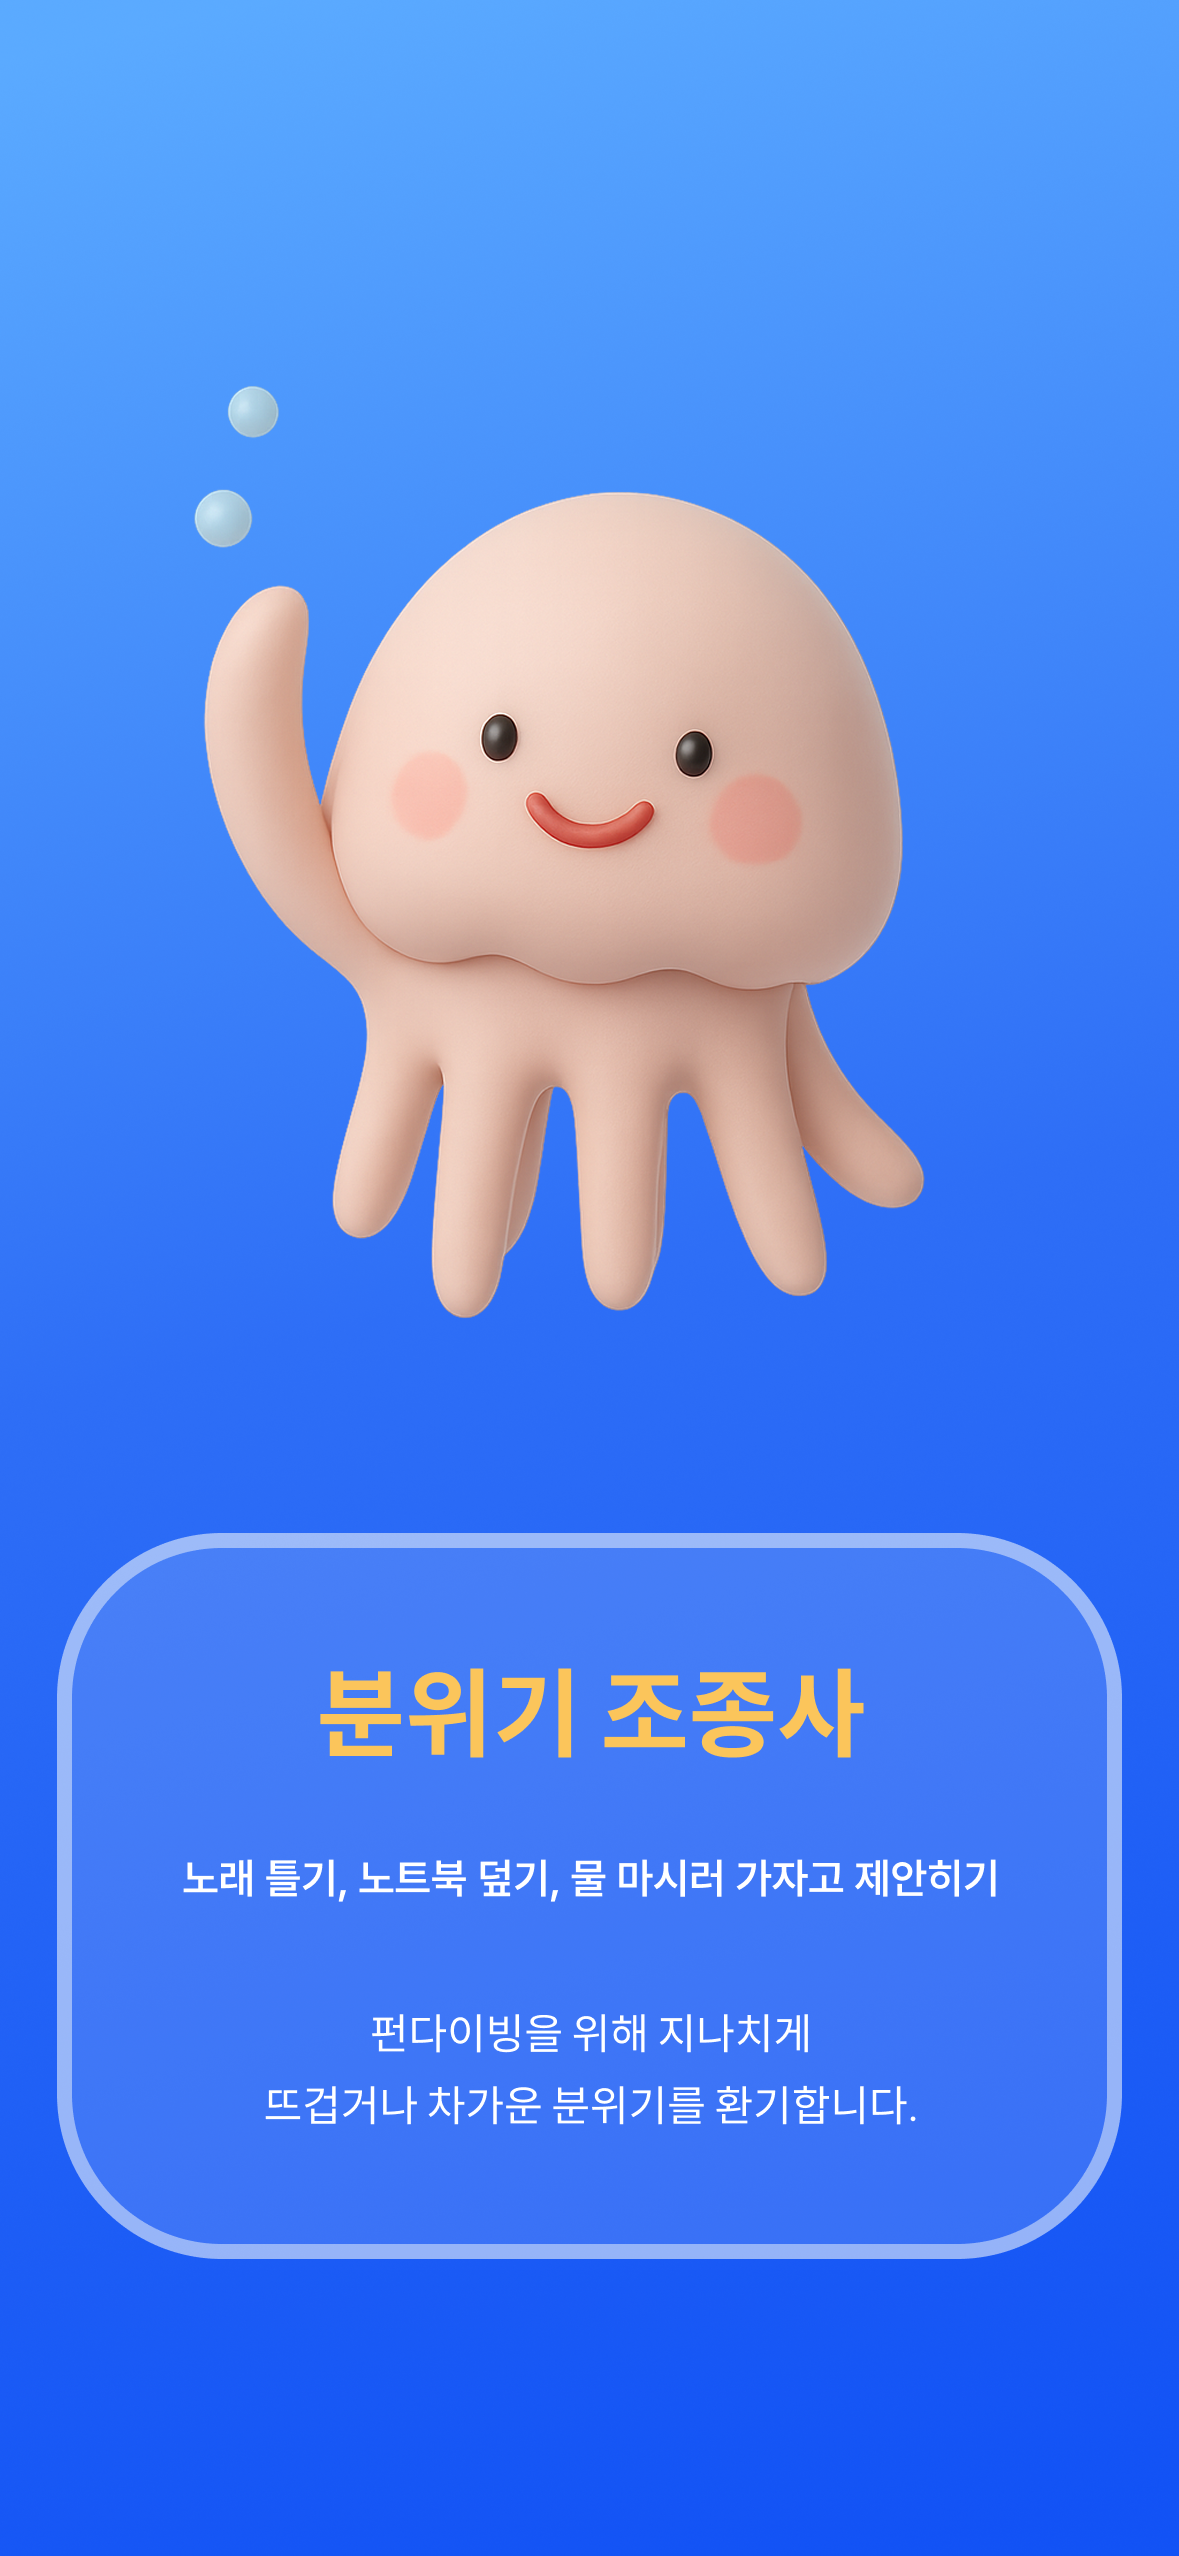 분위기 조종사
노래 틀기, 노트북 덮기, 물 마시러 가자고 제안히기
펀다이빙을 위해 지나치게
뜨겁거나 차가운 분위기를 환기합니다.